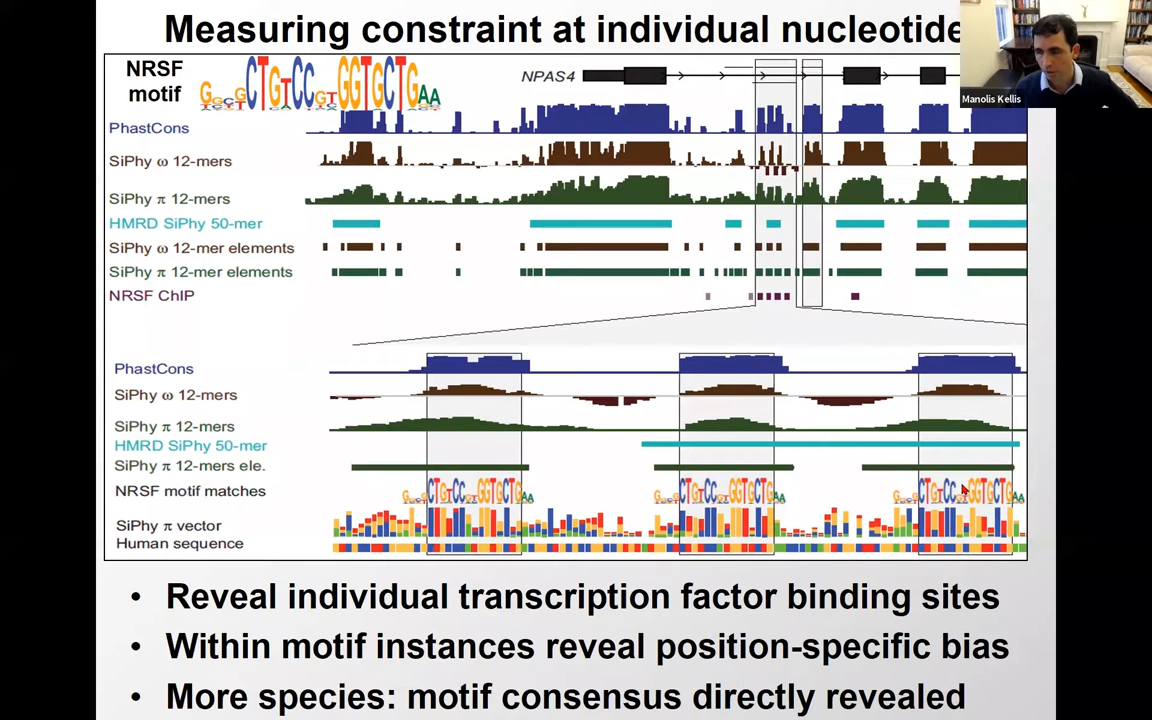 Measuring constraint at individual nucleotide
NRSF
motif
NPAS4
Manolis Kellis
PhastCons
SiPhy ω 12-mers
SiPhy π 12-mers
HMRD SiPhy 50-mer
SiPhy ω 12-mer elements
SiPhy π 12-mer elements
NRSF ChIP
PhastCons
SiPhy ω 12-mers
SiPhy π 12-mers
HMRD SiPhy 50-mer
SiPhy π 12-mers ele.
NRSF motif matches
SiPhy π vector
Human sequence
• Reveal individual transcription factor binding sites
• Within motif instances reveal position-specific bias
• More species: motif consensus directly revealed